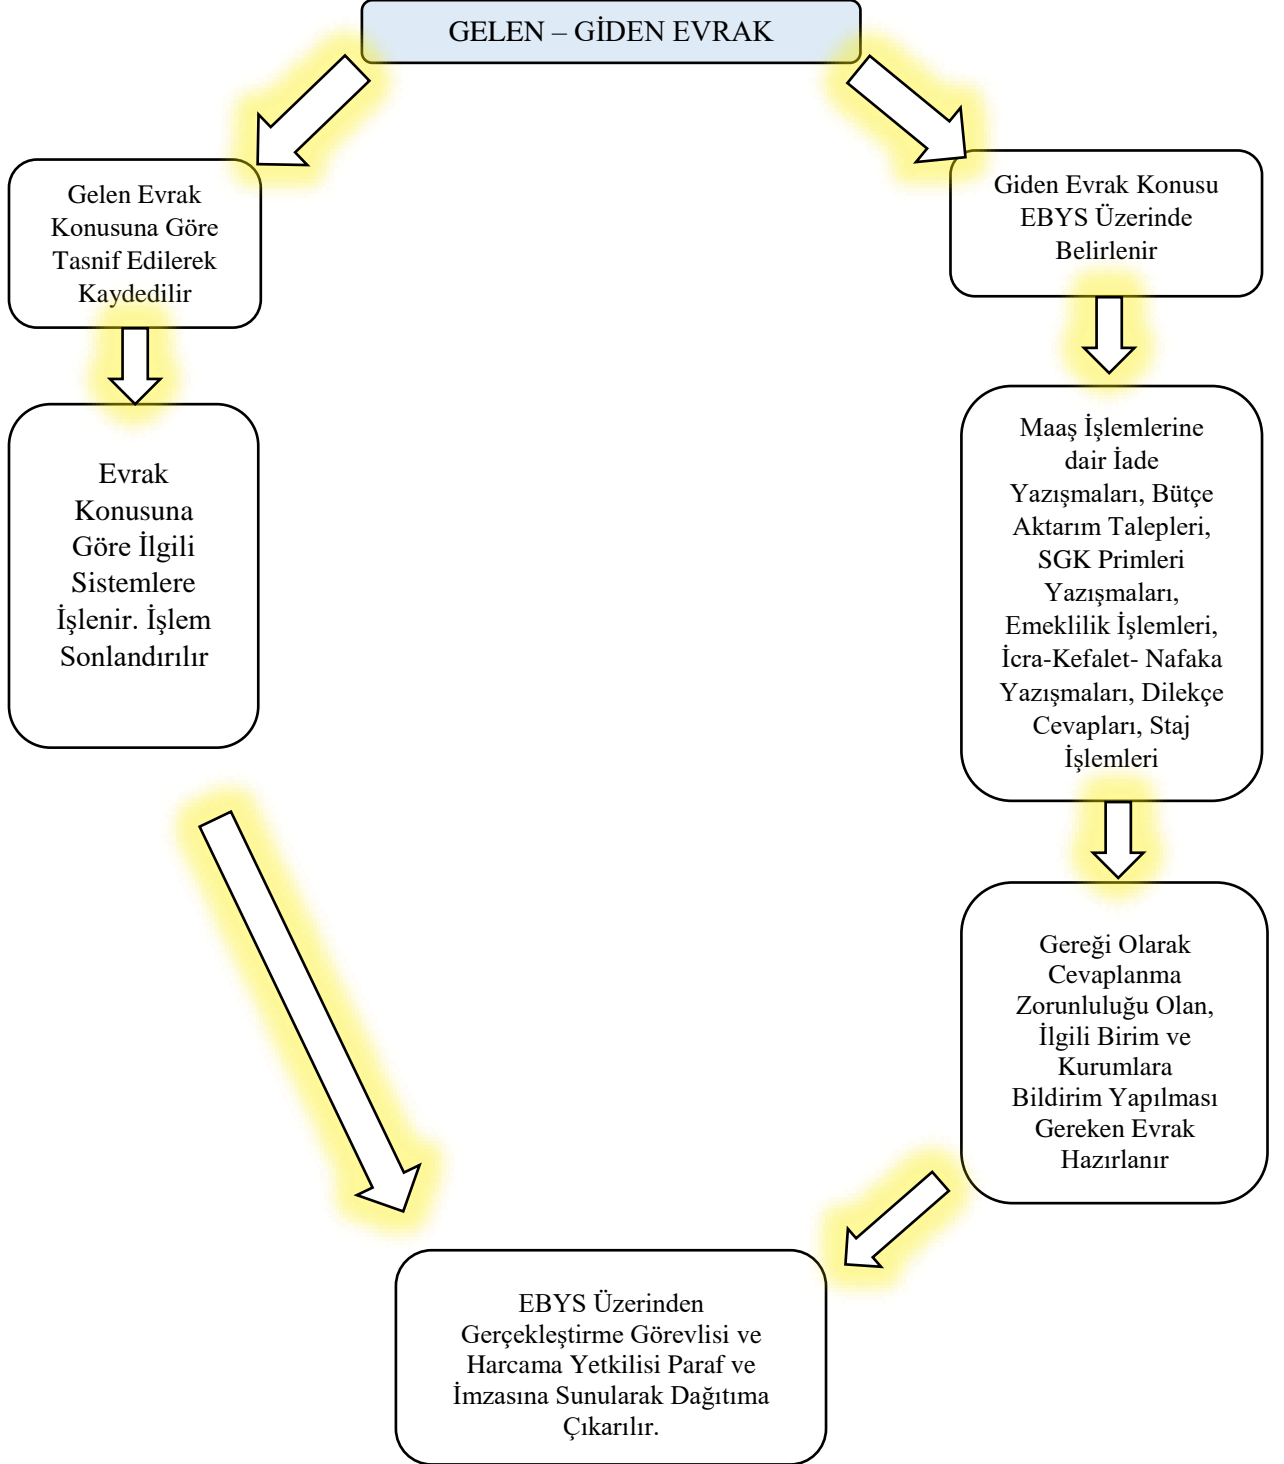 GELEN – GİDEN EVRAK
Gelen Evrak
Konusuna Göre
Tasnif Edilerek
Kaydedilir
Evrak
Konusuna
Göre İlgili
Sistemlere
İşlenir. İşlem
Sonlandırılır
Giden Evrak Konusu
EBYS Üzerinde
Belirlenir
Maaş İşlemlerine
dair İade
Yazışmaları, Bütçe
Aktarım Talepleri,
SGK Primleri
Yazışmaları,
Emeklilik İşlemleri,
İcra-Kefalet- Nafaka
Yazışmaları, Dilekçe
Cevapları, Staj
İşlemleri
Gereği Olarak
Cevaplanma
Zorunluluğu Olan,
İlgili Birim ve
Kurumlara
Bildirim Yapılması
Gereken Evrak
Hazırlanır
EBYS Üzerinden
Gerçekleştirme Görevlisi ve
Harcama Yetkilisi Paraf ve
İmzasına Sunularak Dağıtıma
Çıkarılır.